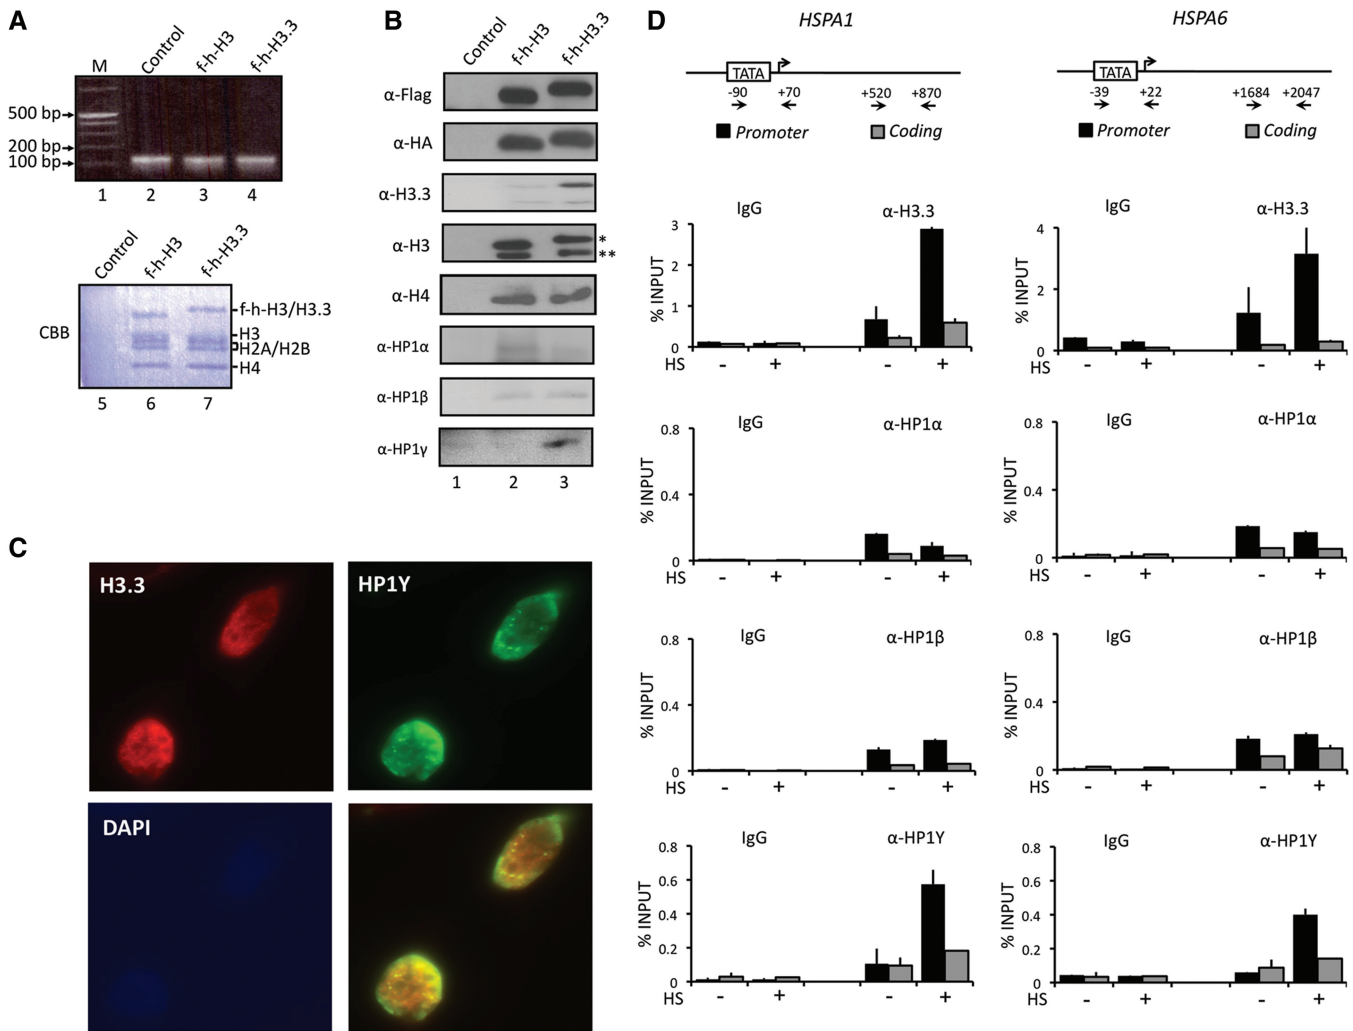 A
M
Control
f-h-H3
f-h-H3.3
500 bp
200 bp
100 bp
1 2 3 4
Control
f-h-H3
f-h-H3.3
CBB
f-h-H3/H3.3
H3
H2A/H2B
H4
5 6 7
B
Control
f-h-H3
f-h-H3.3
α-Flag
α-HA
α-H3.3
α-H3
*
**
α-H4
α-HP1α
α-HP1β
α-HP1γ
1 2 3
C
H3.3
HP1Y
DAPI
D
HSPA1
TATA
-90 +70 +520 +870
Promoter Coding
HSPA6
TATA
-39 +22 +1684 +2047
Promoter Coding
IgG α-H3.3
% INPUT
3
2
1
0
HS - + - +
IgG α-H3.3
% INPUT
4
2
0
HS - + - +
IgG α-HP1α
% INPUT
0.8
0.4
0
HS - + - +
IgG α-HP1α
% INPUT
0.8
0.4
0
HS - + - +
IgG α-HP1β
% INPUT
0.8
0.4
0
HS - + - +
IgG α-HP1β
% INPUT
0.8
0.4
0
HS - + - +
IgG α-HP1Y
% INPUT
0.8
0.6
0.4
0.2
0
HS - + - +
IgG α-HP1Y
% INPUT
0.8
0.6
0.4
0.2
0
HS - + - +